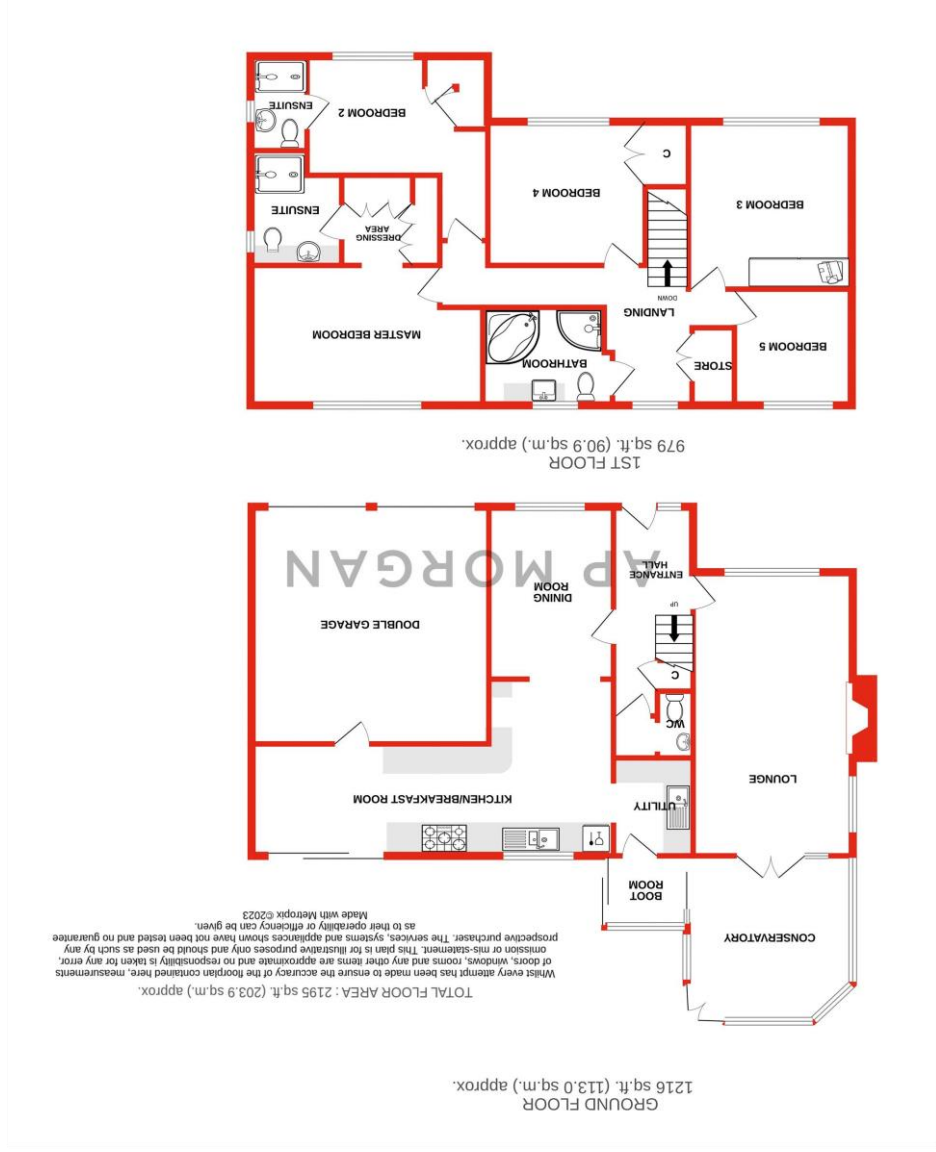 GROUND FLOOR
1216 sq.ft. (113.0 sq.m.) approx.
CONSERVATORY
BOOT
ROOM
LOUNGE
UTILITY
KITCHEN/BREAKFAST ROOM
WC
C
UP
ENTRANCE
HALL
DINING
ROOM
DOUBLE GARAGE
AP MORGAN
1ST FLOOR
979 sq.ft. (90.9 sq.m.) approx.
BEDROOM 5
STORE
BATHROOM
MASTER BEDROOM
LANDING
DOWN
BEDROOM 3
BEDROOM 4
C
DRESSING
AREA
ENSUITE
BEDROOM 2
ENSUITE
TOTAL FLOOR AREA : 2195 sq.ft. (203.9 sq.m.) approx.
Whilst every attempt has been made to ensure the accuracy of the floorplan contained here, measurements
of doors, windows, rooms and any other items are approximate and no responsibility is taken for any error,
omission or mis-statement. This plan is for illustrative purposes only and should be used as such by any
prospective purchaser. The services, systems and appliances shown have not been tested and no guarantee
as to their operability or efficiency can be given.
Made with Metropix ©2023